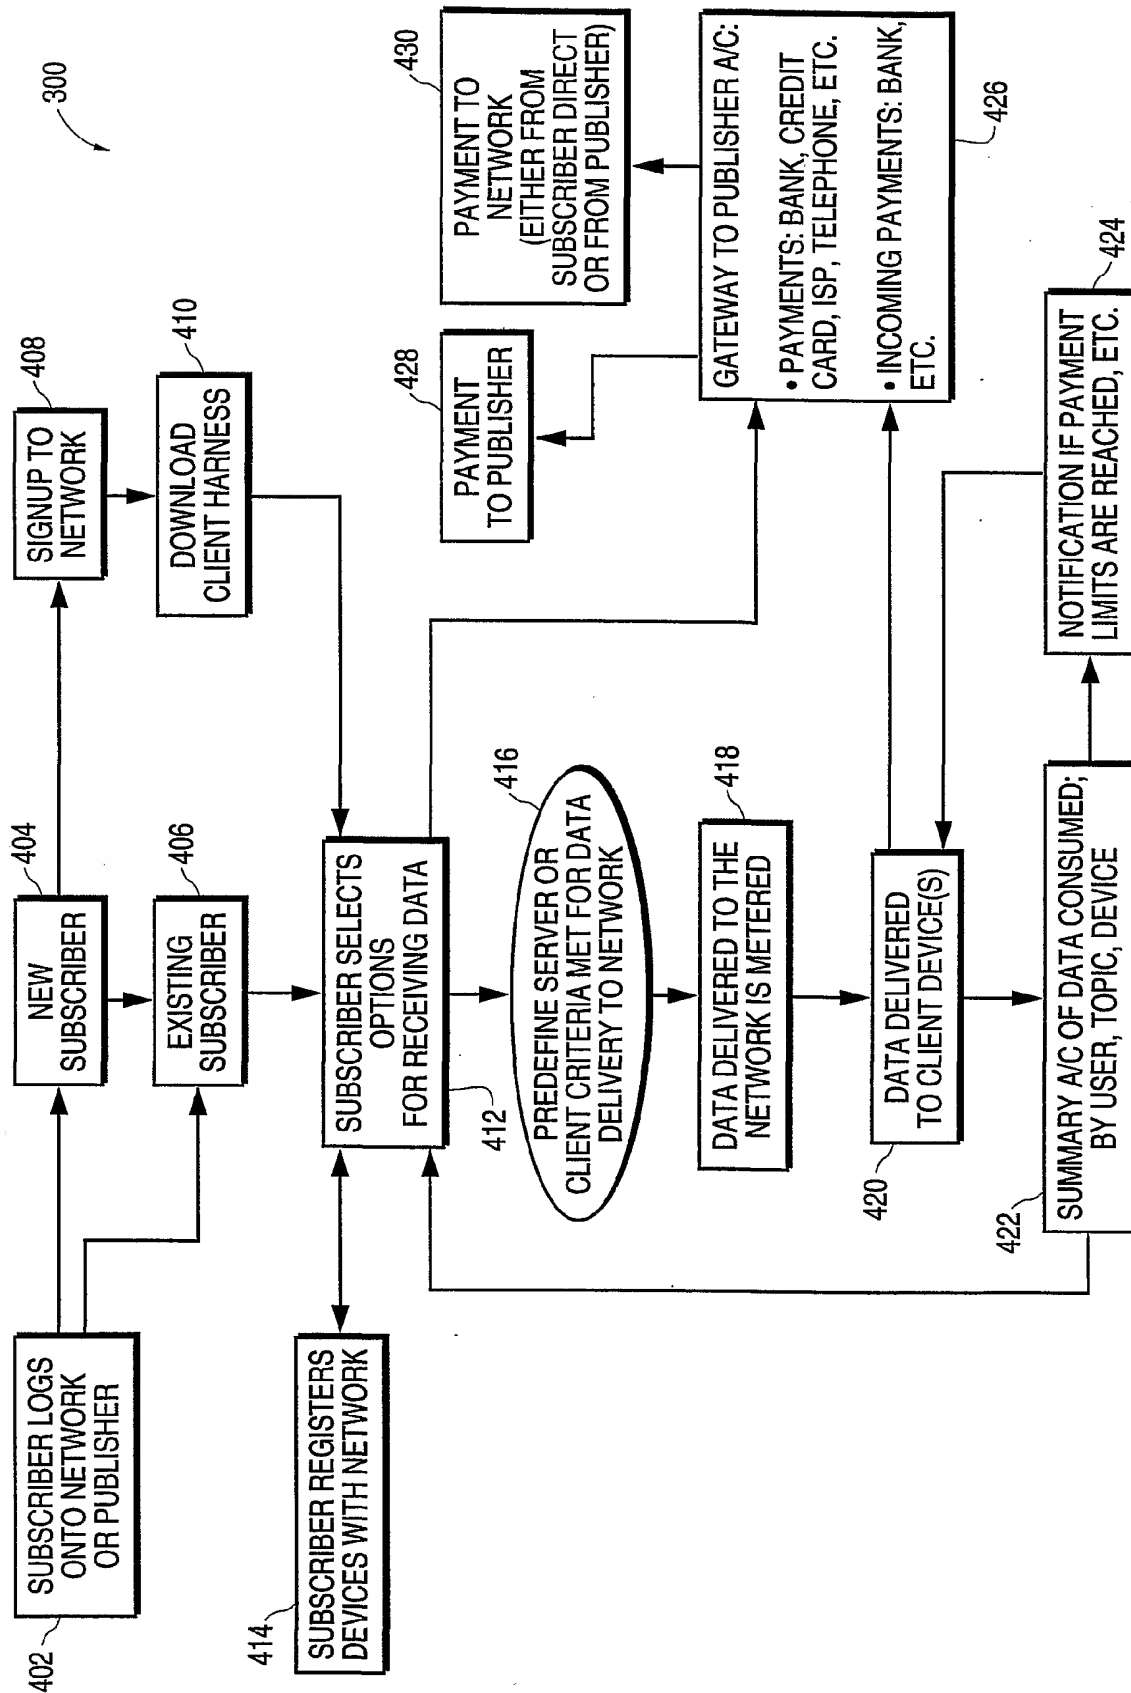 300
402
SUBSCRIBER LOGS
ONTO NETWORK
OR PUBLISHER
404
NEW
SUBSCRIBER
406
EXISTING
SUBSCRIBER
408
SIGNUP TO
NETWORK
410
DOWNLOAD
CLIENT HARNESS
414
SUBSCRIBER REGISTERS
DEVICES WITH NETWORK
SUBSCRIBER SELECTS
OPTIONS
FOR RECEIVING DATA
412
416
PREDEFINE SERVER OR
CLIENT CRITERIA MET FOR DATA
DELIVERY TO NETWORK
418
DATA DELIVERED TO THE
NETWORK IS METERED
DATA DELIVERED
TO CLIENT DEVICE(S)
420
422
SUMMARY A/C OF DATA CONSUMED;
BY USER, TOPIC, DEVICE
424
NOTIFICATION IF PAYMENT
LIMITS ARE REACHED, ETC.
428
PAYMENT
TO PUBLISHER
430
PAYMENT TO
NETWORK
(EITHER FROM
SUBSCRIBER DIRECT
OR FROM PUBLISHER)
GATEWAY TO PUBLISHER A/C:
• PAYMENTS: BANK, CREDIT
CARD, ISP, TELEPHONE, ETC.
• INCOMING PAYMENTS: BANK,
ETC.
426